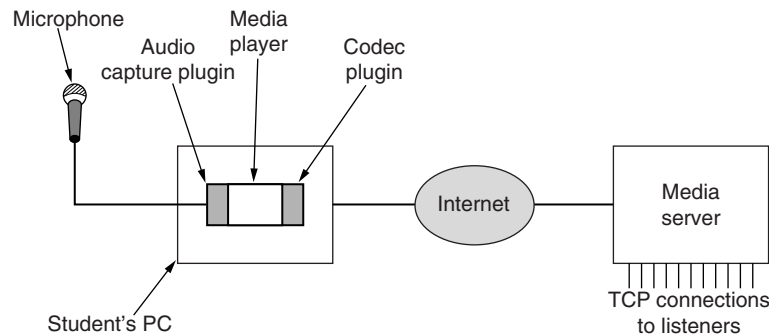 Microphone
Audio
capture plugin
Media
player
Codec
plugin
Internet
Media
server
Student's PC
TCP connections
to listeners